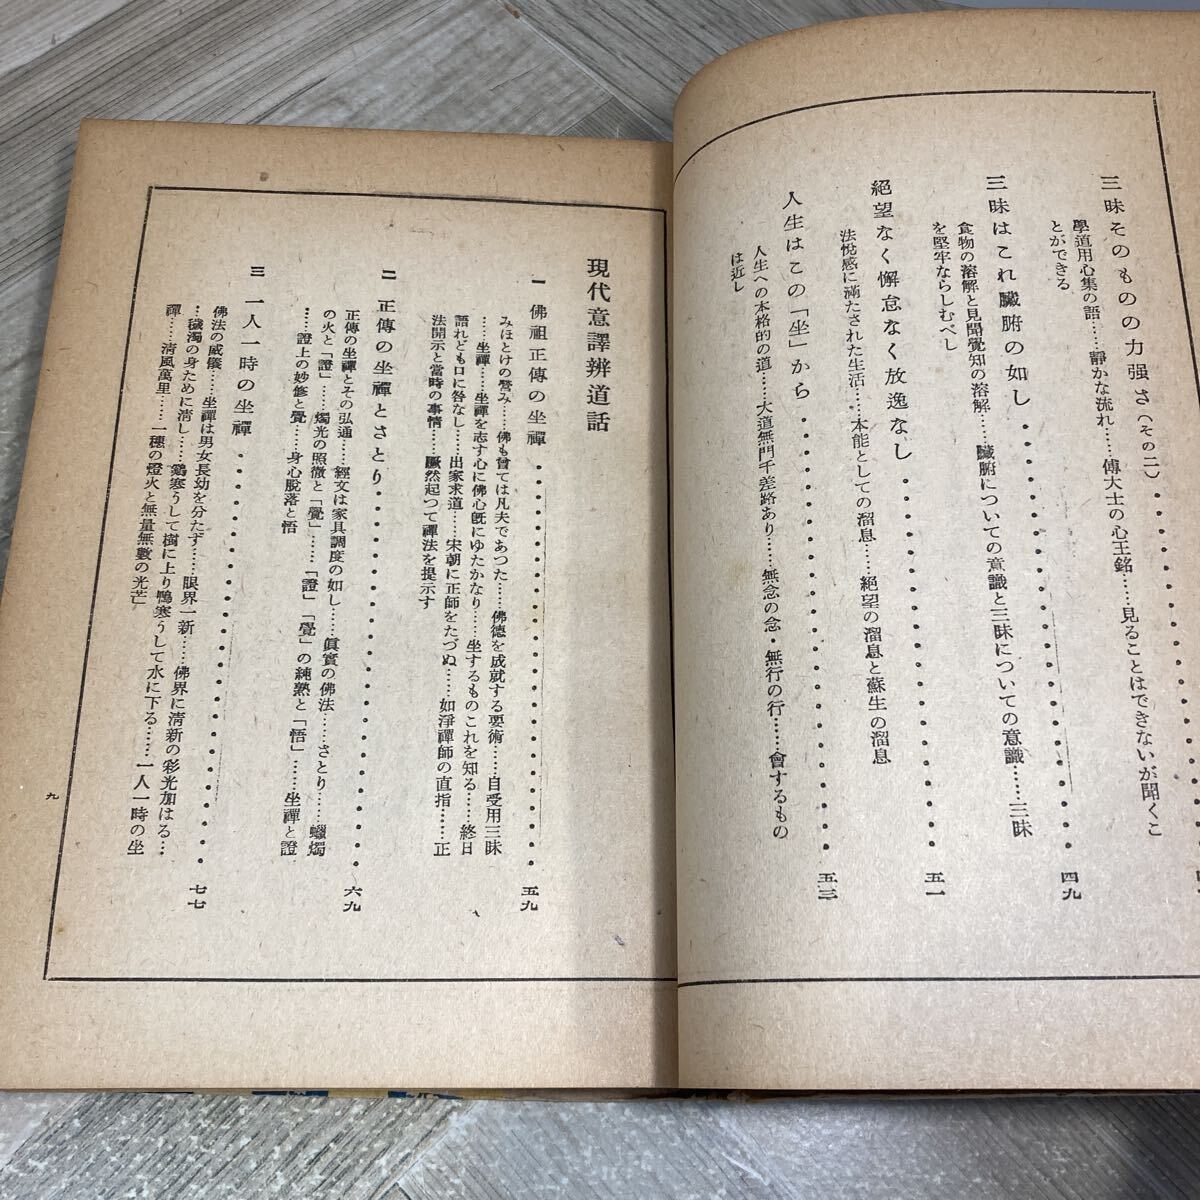 三昧そのものの力强さ(その二)
學道用心集の語……靜かな流れ……傅大士の心王銘……見ることはできないが聞くこ
とができる
三昧はこれ臟腑の如し 四九
食物の溶解と見聞覺知の溶解……臟腑についての意識と三昧についての意識……三昧
を堅牢ならしむべし
絕望なく懈怠なく放逸なし 五一
法悅感に滿たされた生活……本能としての溜息……絕望の溜息と蘇生の溜息
人生はこの「坐」から 五三
人生への本格的の道……大道無門千差路あり……無念の念・無行の行……會するもの
は近し
現代意譯辨道話
一 佛祖正傳の坐禪 五九
みほとけの營み……佛も曾ては凡夫であつた……佛德を成就する要術……自受用三昧
……坐禪……坐禪を志す心に佛心旣にゆたかなり……坐するものこれを知る……終日
語れども口に咎なし……出家求道……宋朝に正師をたづぬ……如淨禪師の直指……正
法開示と當時の事情……蹶然起つて禪法を提示す
二 正傳の坐禪とさとり 六九
正傳の坐禪とその弘通……經文は家具調度の如し……眞實の佛法……さとり……蠟燭
の火と「證」……燭光の照徹と「覺」……「證」「覺」の純熟と「悟」……坐禪と證
……證上の妙修と覺……身心脫落と悟
三 一人一時の坐禪 七七
佛法の威儀……坐禪は男女長幼を分たず……眼界一新……佛界に淸新の彩光加はる…
…穢濁の身ために淸し……鷄寒うして樹に上り鴨寒うして水に下る……一人一時の坐
禪……淸風萬里……一穗の燈火と無量無數の光芒
九